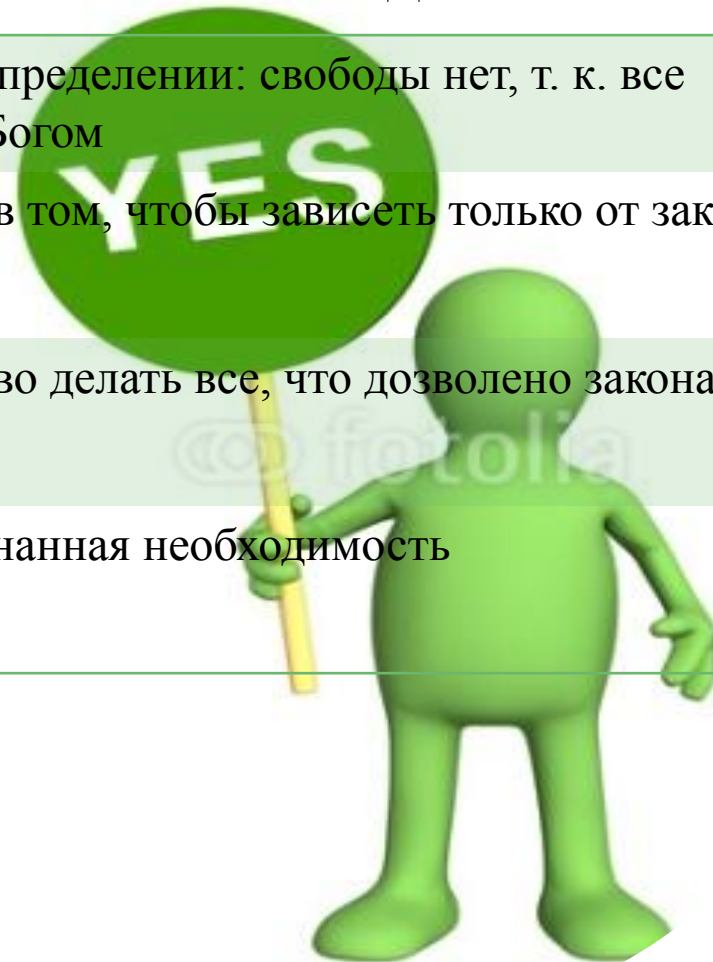 пределении: свободы нет, т. к. все
Богом
YES
в том, чтобы зависеть только от зак
во делать все, что дозволено закона
fotolia
нанная необходимость